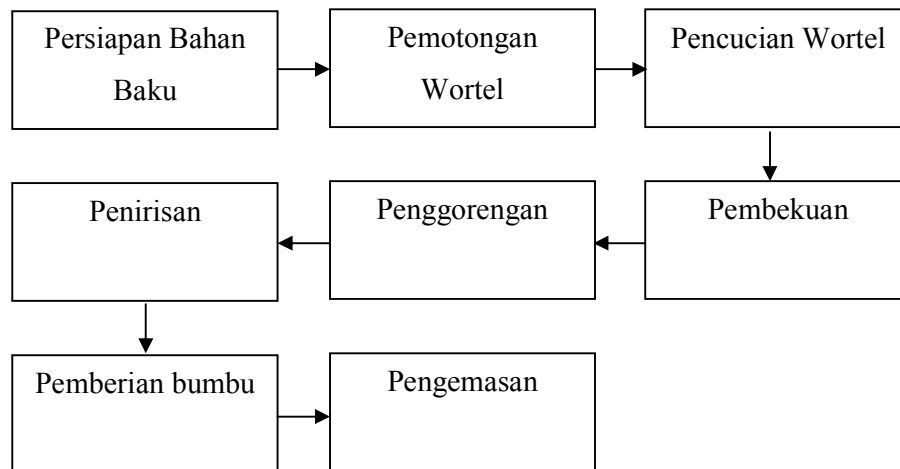 Persiapan Bahan
Baku
Pemotongan
Wortel
Pencucian Wortel
Pembekuan
Penggorengan
Penirisan
Pemberian bumbu
Pengemasan